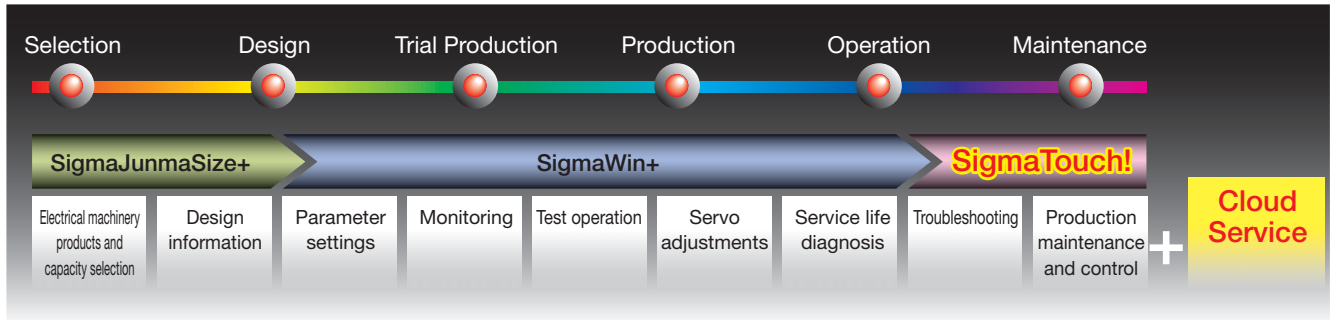 Selection
Design
Trial Production
Production
Operation
Maintenance
SigmaJunmaSize+
SigmaWin+
SigmaTouch!
Electrical machinery
products and
capacity selection
Design
information
Parameter
settings
Monitoring
Test operation
Servo
adjustments
Service life
diagnosis
Troubleshooting
Production
maintenance
and control
+
Cloud
Service